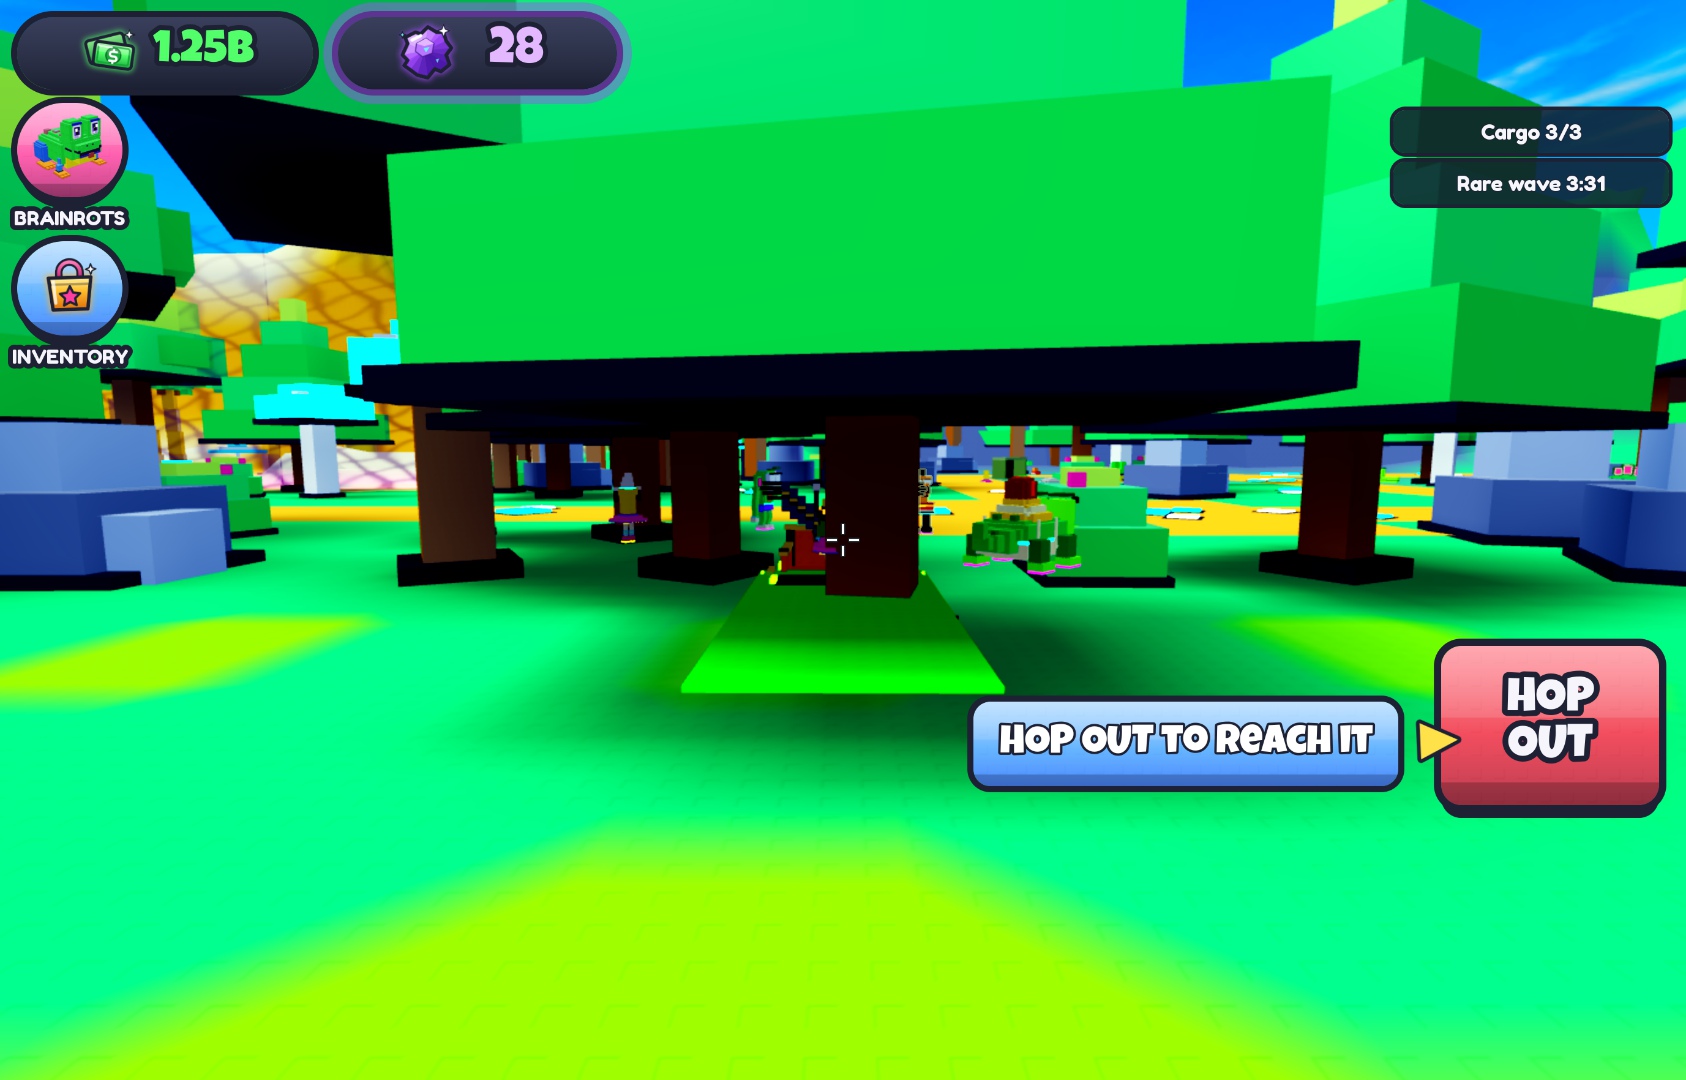 1.25B
28
BRAINROTS
INVENTORY
Cargo 3/3
Rare wave 3:31
HOP OUT TO REACH IT
HOP
OUT